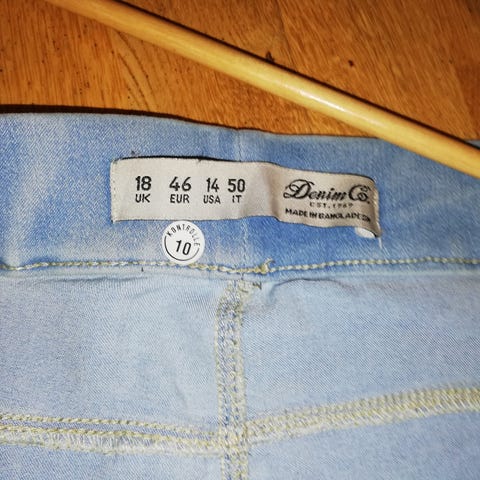 18 46 14 50
UK EUR USA IT
Denim Co.
EST. 1969
MADE IN BANGLADESH
KONTROLLE
10